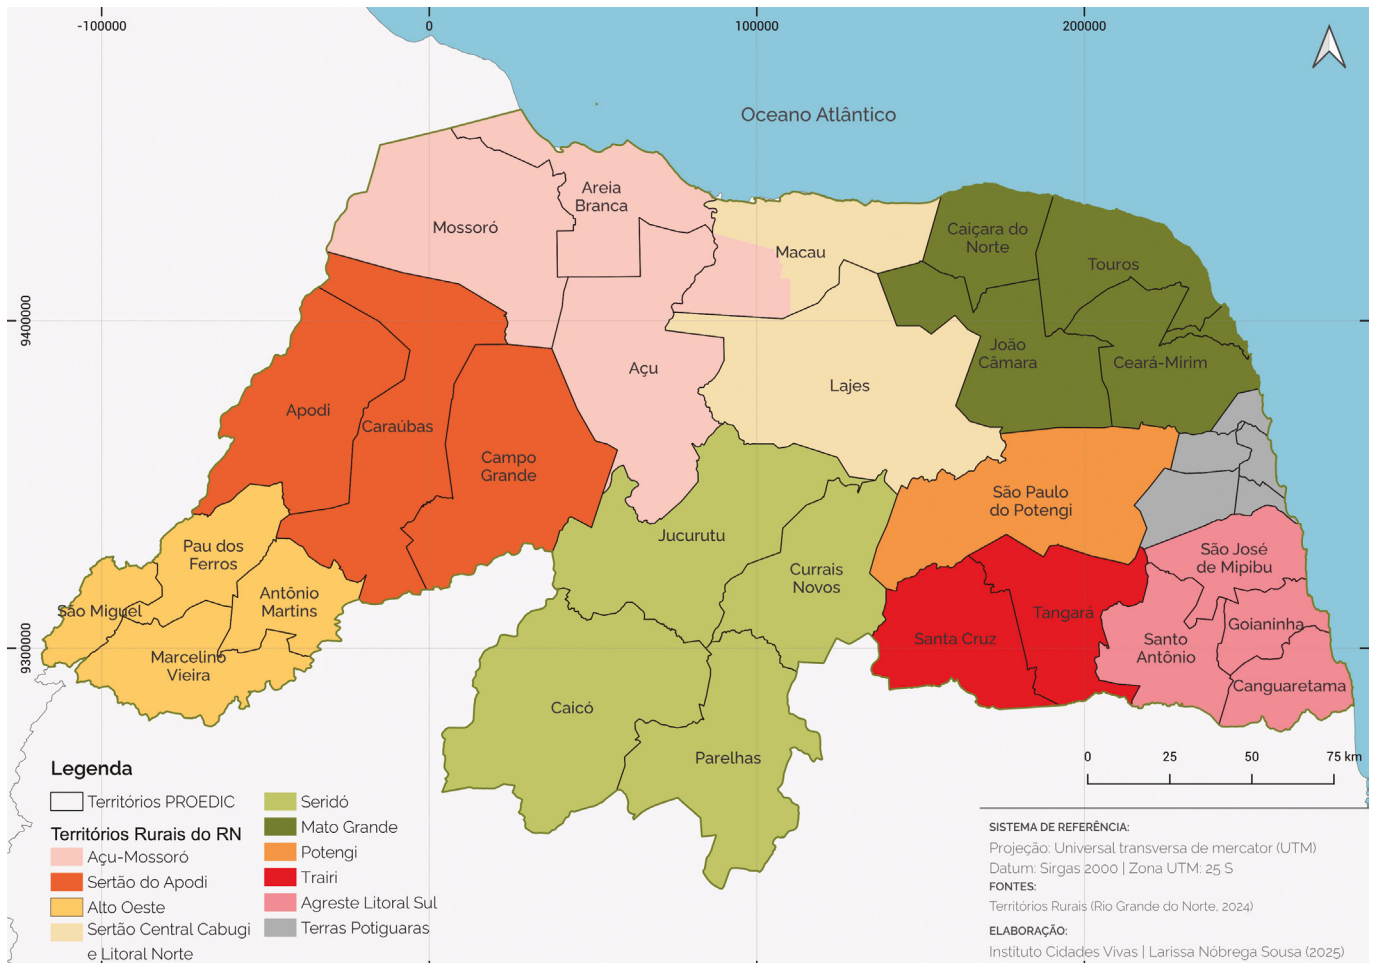 -100000
0
100000
200000
Oceano Atlântico
9400000
9300000
Areia
Branca
Mossoró
Macau
Caiçara do
Norte
Touros
João
Câmara
Ceará-Mirim
Açu
Lajes
Apodi
Caraúbas
Campo
Grande
São Paulo
do Potengi
Jucurutu
Currais
Novos
Pau dos
Ferros
São Miguel
Antônio
Martins
Marcelino
Vieira
São José
de Mipibu
Tangará
Santa Cruz
Santo
Antônio
Goianinha
Canguaretama
Caicó
Parelhas
0
25
50
75 km
Legenda
Territórios PROEDIC
Territórios Rurais do RN
Açu-Mossoró
Sertão do Apodi
Alto Oeste
Sertão Central Cabugi
e Litoral Norte
Seridó
Mato Grande
Potengi
Trairi
Agreste Litoral Sul
Terras Potiguaras
SISTEMA DE REFERÊNCIA:
Projeção: Universal transversa de mercator (UTM)
Datum: Sirgas 2000 | Zona UTM: 25 S
FONTES:
Territórios Rurais (Rio Grande do Norte, 2024)
ELABORAÇÃO:
Instituto Cidades Vivas | Larissa Nóbrega Sousa (2025)